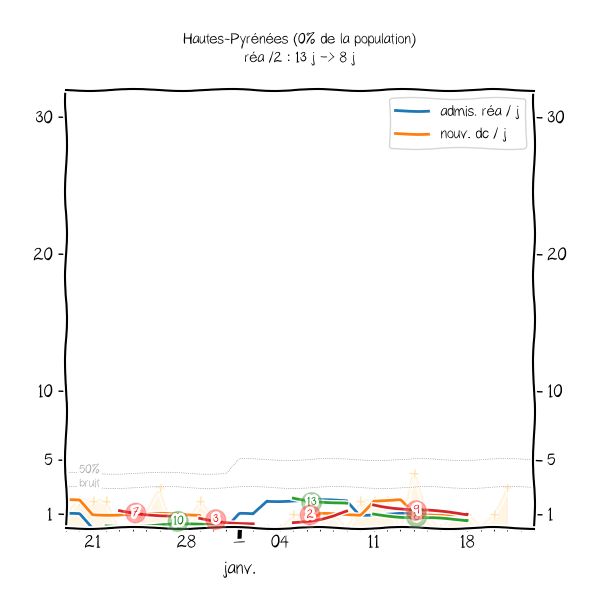 Hautes-Pyrénées (0% de la population)
réa /2 : 13 j -> 8 j
admis. réa / j
nouv. dc / j
30 30
20 20
10 10
5 5
1 1
50%
bruit
7 10 3 2 13 9
21 28 04 11 18
janv.